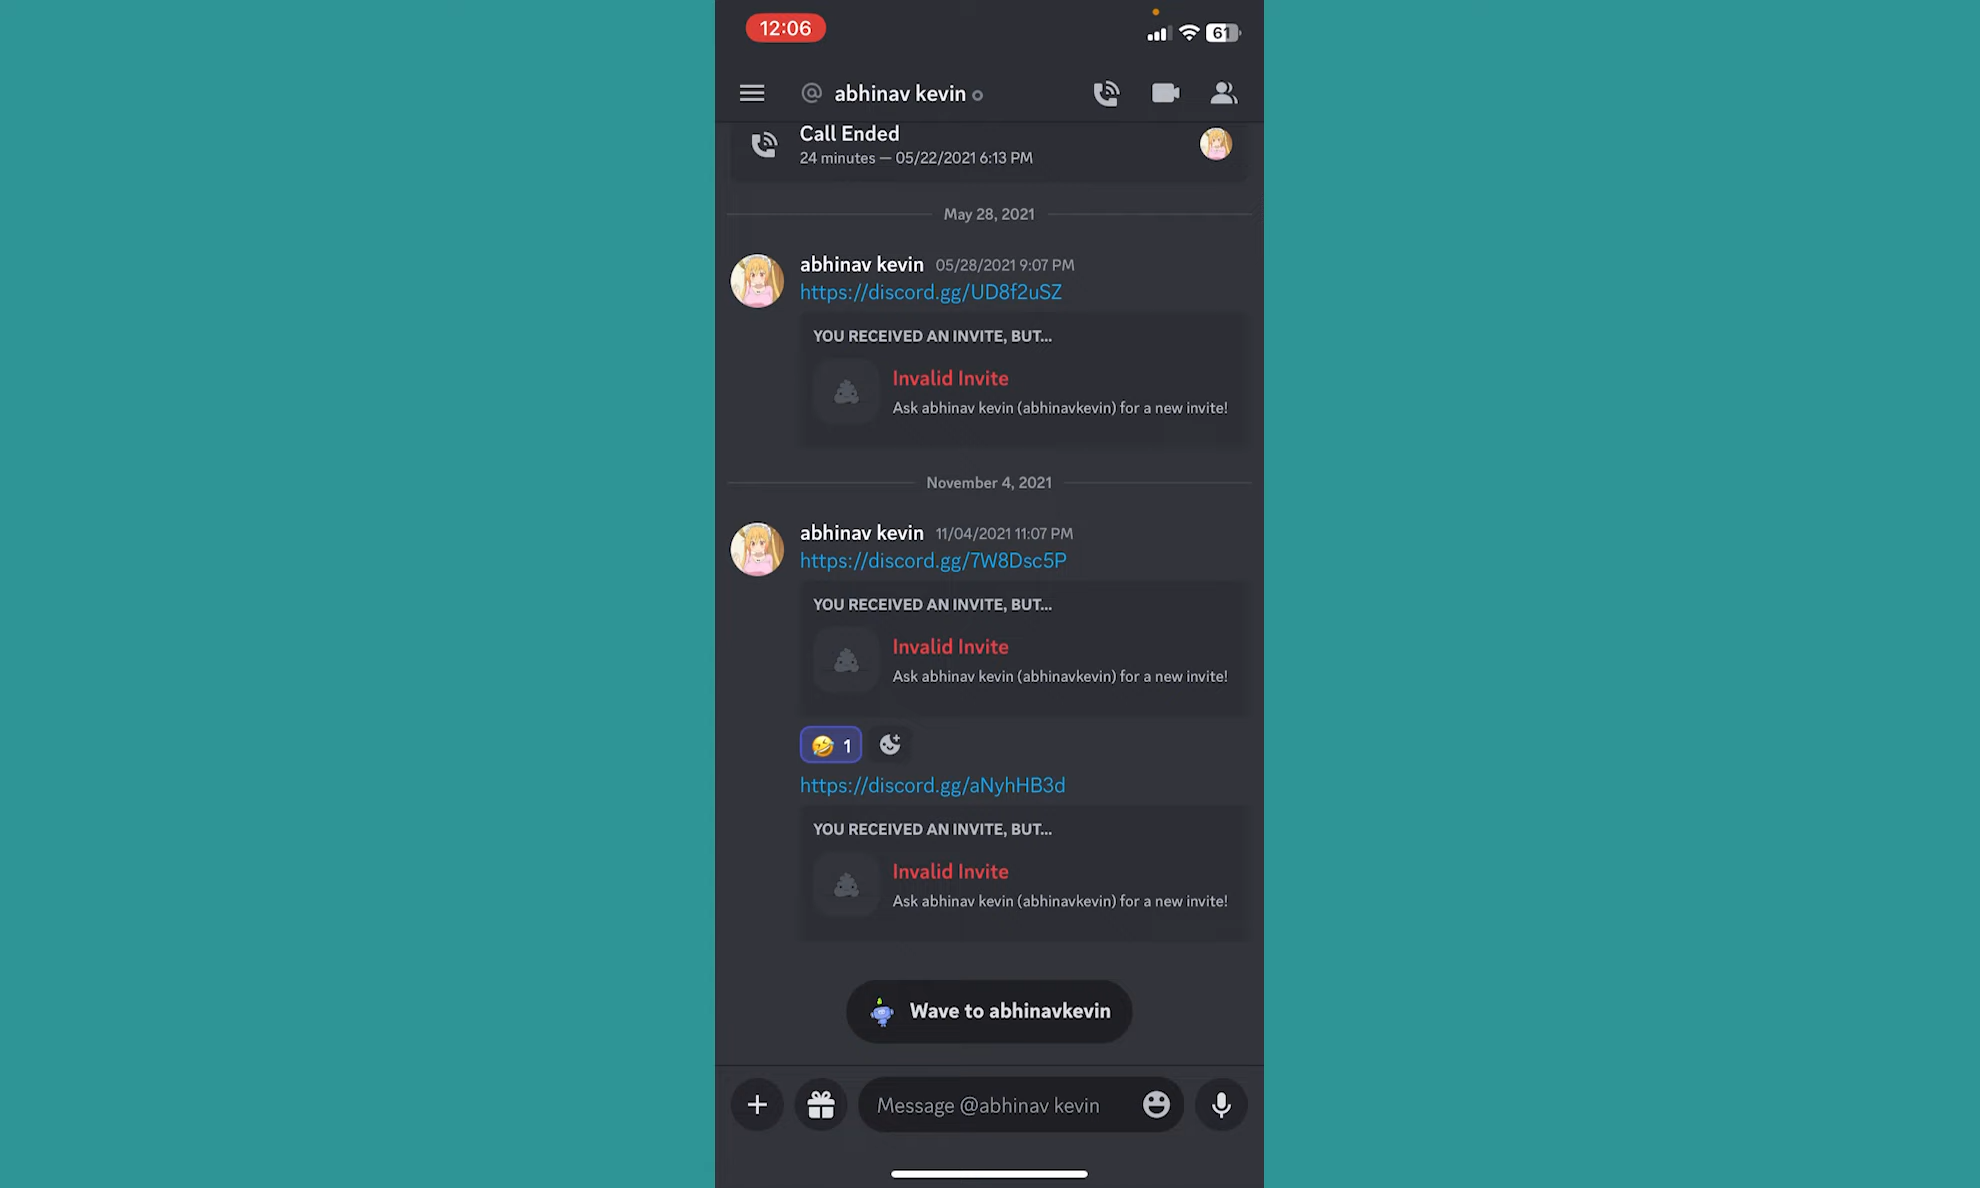 12:06
61
@ abhinav kevin
Call Ended
24 minutes — 05/22/2021 6:13 PM
May 28, 2021
abhinav kevin 05/28/2021 9:07 PM
https://discord.gg/UD8f2uSZ
YOU RECEIVED AN INVITE, BUT...
Invalid Invite
Ask abhinav kevin (abhinavkevin) for a new invite!
November 4, 2021
abhinav kevin 11/04/2021 11:07 PM
https://discord.gg/7W8Dsc5P
YOU RECEIVED AN INVITE, BUT...
Invalid Invite
Ask abhinav kevin (abhinavkevin) for a new invite!
🤣 1
https://discord.gg/aNyhHB3d
YOU RECEIVED AN INVITE, BUT...
Invalid Invite
Ask abhinav kevin (abhinavkevin) for a new invite!
Wave to abhinavkevin
Message @abhinav kevin